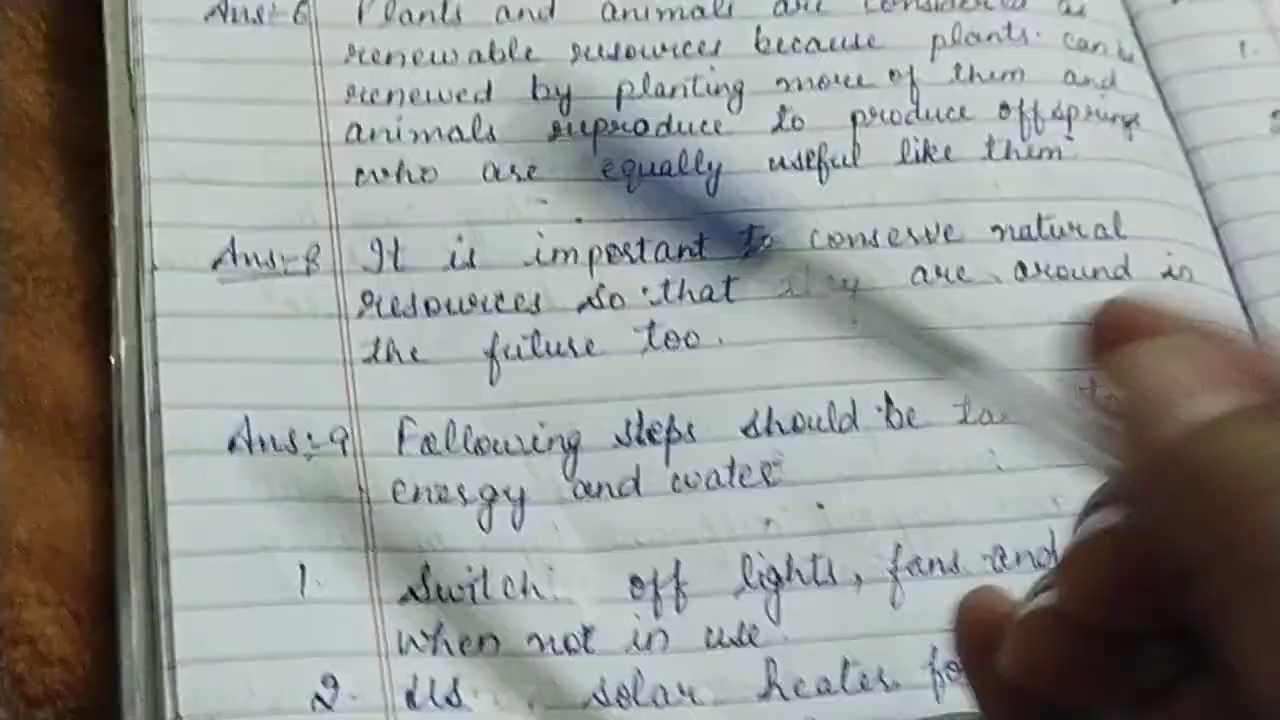 Ans:-6 Plants and animals are considered as
renewable resources because plants can be
renewed by planting more of them and
animals reproduce to produce offsprings
who are equally useful like them
Ans:-8 It is important to conserve natural
resources so that they are around in
the future too.
Ans:-9 Following steps should be
energy and water
1. Switch off lights, fans and
when not in use
2. solar heater
1.